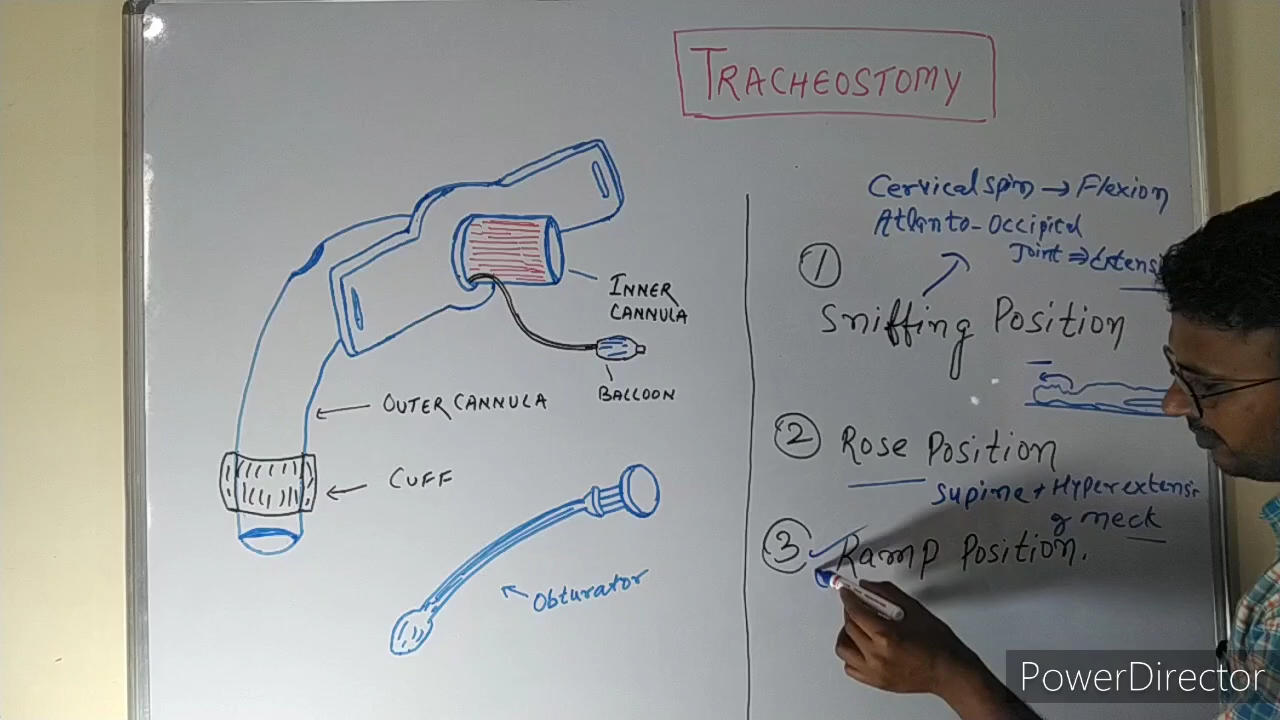 TRACHEOSTOMY
INNER
CANNULA
BALLOON
OUTER CANNULA
CUFF
Obturator
Cervical spin → Flexion
Atlanto-Occipital
Joint ⇒ Extensi
1
Sniffing Position
2 Rose Position
Supine + Hyperextensi
of neck
3 Ramp Position.
PowerDirector